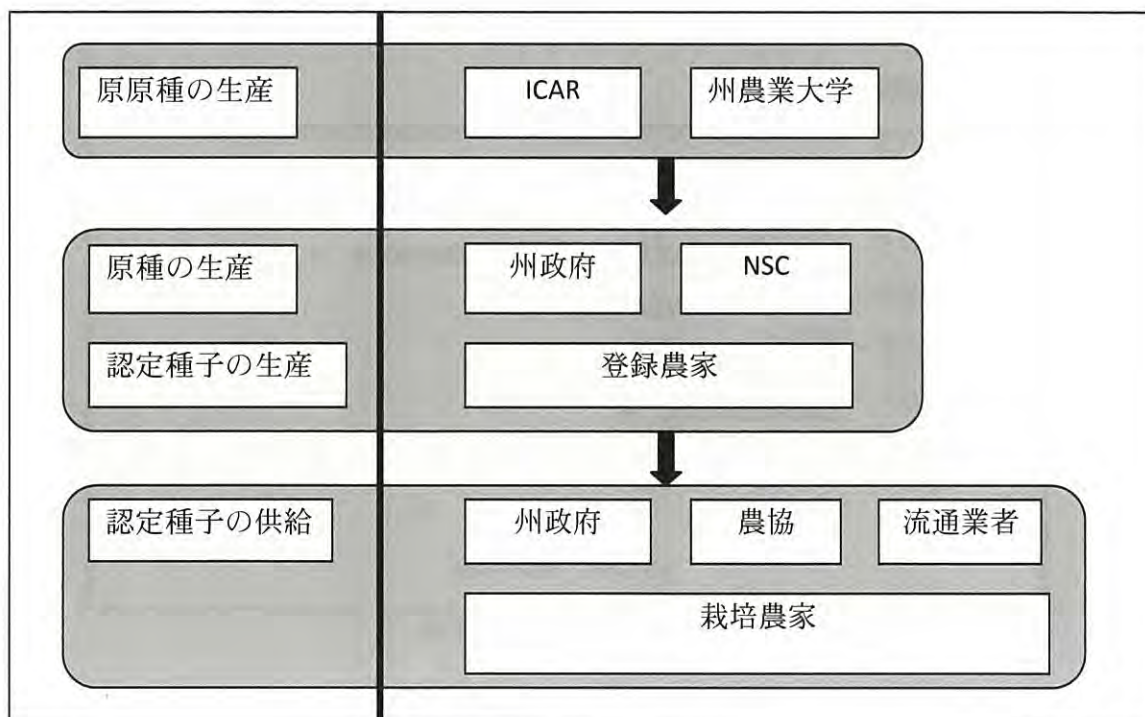 原原種の生産
ICAR
州農業大学
原種の生産
州政府
NSC
認定種子の生産
登録農家
認定種子の供給
州政府
農協
流通業者
栽培農家